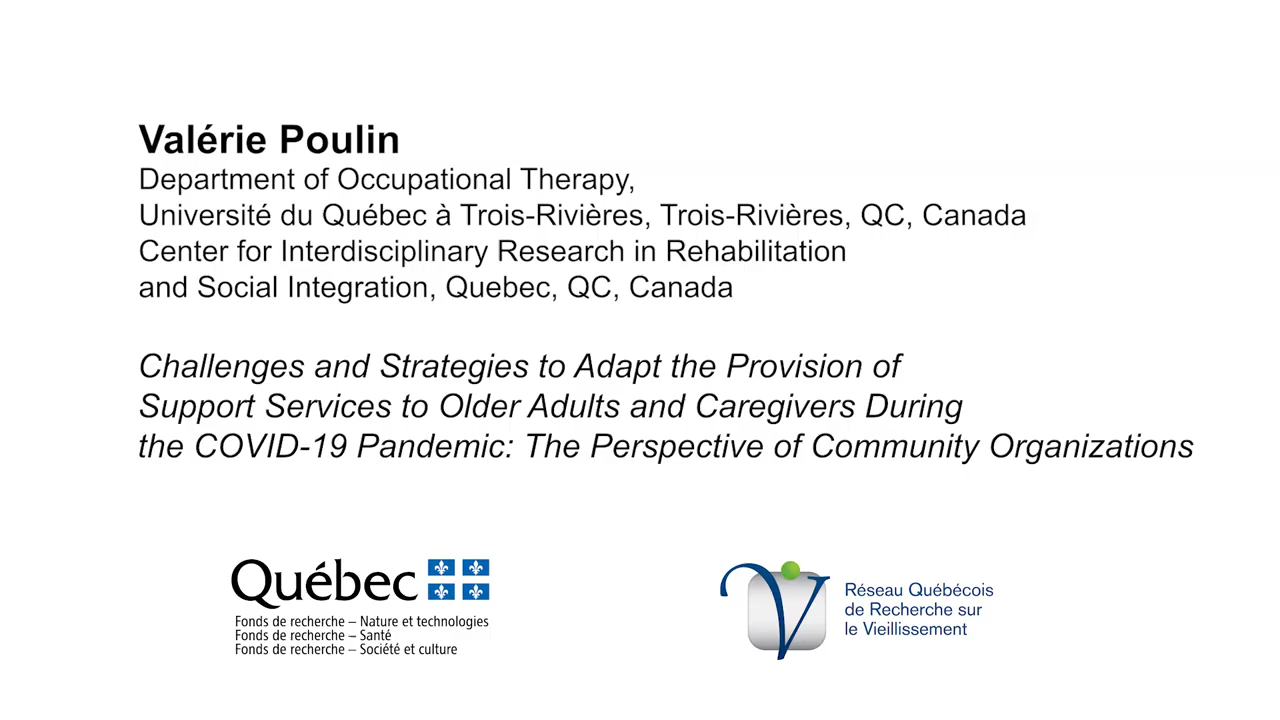 Valérie Poulin
Department of Occupational Therapy,
Université du Québec à Trois-Rivières, Trois-Rivières, QC, Canada
Center for Interdisciplinary Research in Rehabilitation
and Social Integration, Quebec, QC, Canada
Challenges and Strategies to Adapt the Provision of
Support Services to Older Adults and Caregivers During
the COVID-19 Pandemic: The Perspective of Community Organizations
Québec
Fonds de recherche – Nature et technologies
Fonds de recherche – Santé
Fonds de recherche – Société et culture
V
Réseau Québécois
de Recherche sur
le Vieillissement